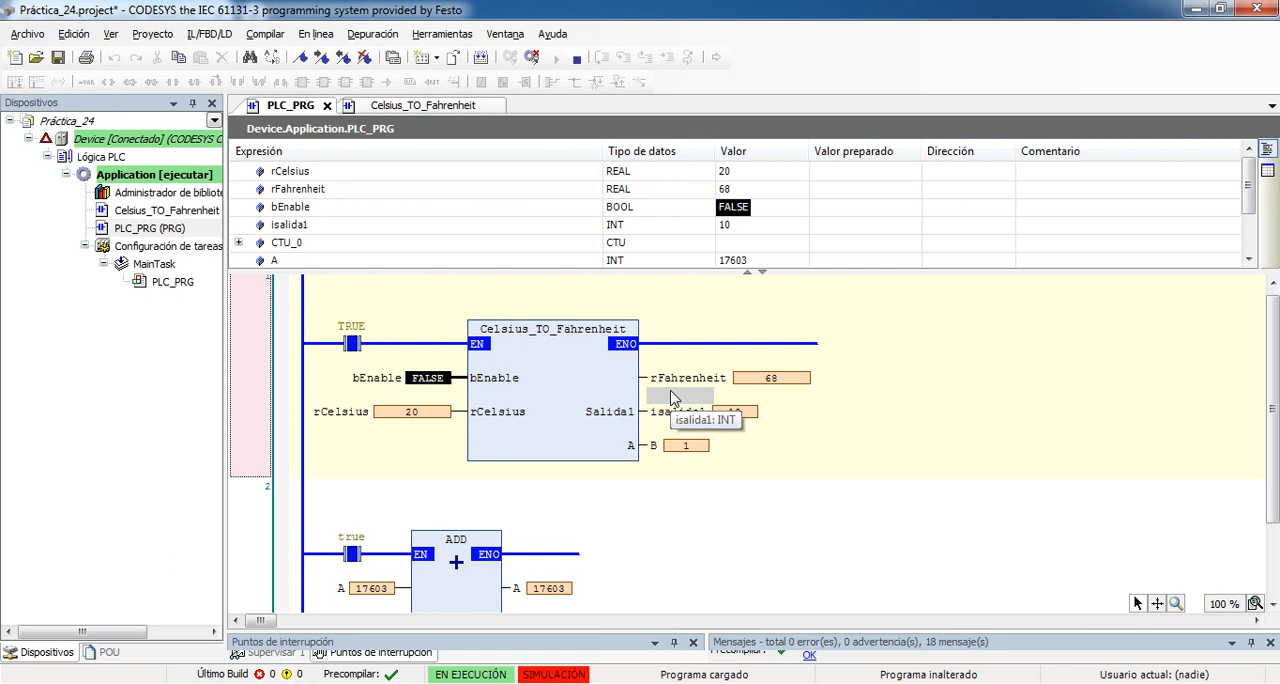 Práctica_24.project* - CODESYS the IEC 61131-3 programming system provided by Festo
Archivo Edición Ver Proyecto IL/FBD/LD Compilar En línea Depuración Herramientas Ventana Ayuda
Dispositivos
PLC_PRG Celsius_TO_Fahrenheit
Práctica_24
Device [Conectado] (CODESYS C
Lógica PLC
Application [ejecutar]
Administrador de bibliote
Celsius_TO_Fahrenheit
PLC_PRG (PRG)
Configuración de tareas
MainTask
PLC_PRG
Device.Application.PLC_PRG
Expresión Tipo de datos Valor Valor preparado Dirección Comentario
rCelsius REAL 20
rFahrenheit REAL 68
bEnable BOOL FALSE
isalida1 INT 10
CTU_0 CTU
A INT 17603
1
TRUE
Celsius_TO_Fahrenheit
EN ENO
bEnable FALSE bEnable rFahrenheit 68
rCelsius 20 rCelsius Salida1
isalida1: INT
A B 1
2
true
ADD
EN ENO
A 17603 A 17603
100 %
Dispositivos POU
Puntos de interrupción
Supervisar 1 Puntos de interrupción
Mensajes - total 0 error(es), 0 advertencia(s), 18 mensaje(s)
Precompilar: OK
Último Build 0 0 Precompilar: EN EJECUCIÓN SIMULACIÓN Programa cargado Programa inalterado Usuario actual: (nadie)